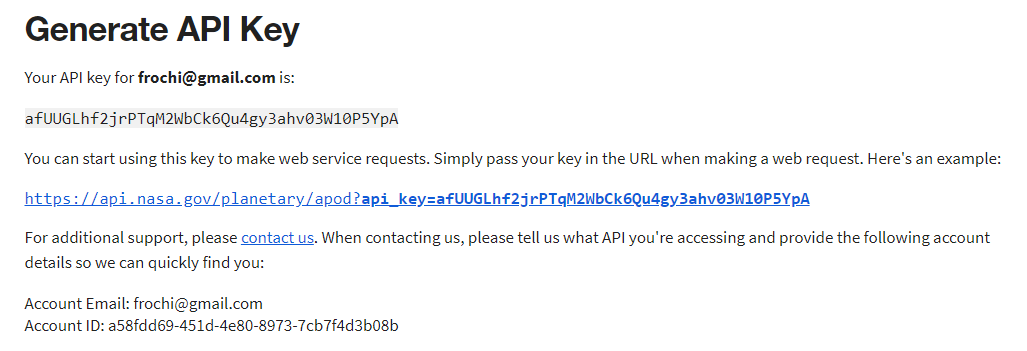 Generate API Key
Your API key for frochi@gmail.com is:
afUUGLhf2jrPTqM2WbCk6Qu4gy3ahv03W10P5YpA
You can start using this key to make web service requests. Simply pass your key in the URL when making a web request. Here's an example:
https://api.nasa.gov/planetary/apod?api_key=afUUGLhf2jrPTqM2WbCk6Qu4gy3ahv03W10P5YpA
For additional support, please contact us. When contacting us, please tell us what API you're accessing and provide the following account
details so we can quickly find you:
Account Email: frochi@gmail.com
Account ID: a58fdd69-451d-4e80-8973-7cb7f4d3b08b